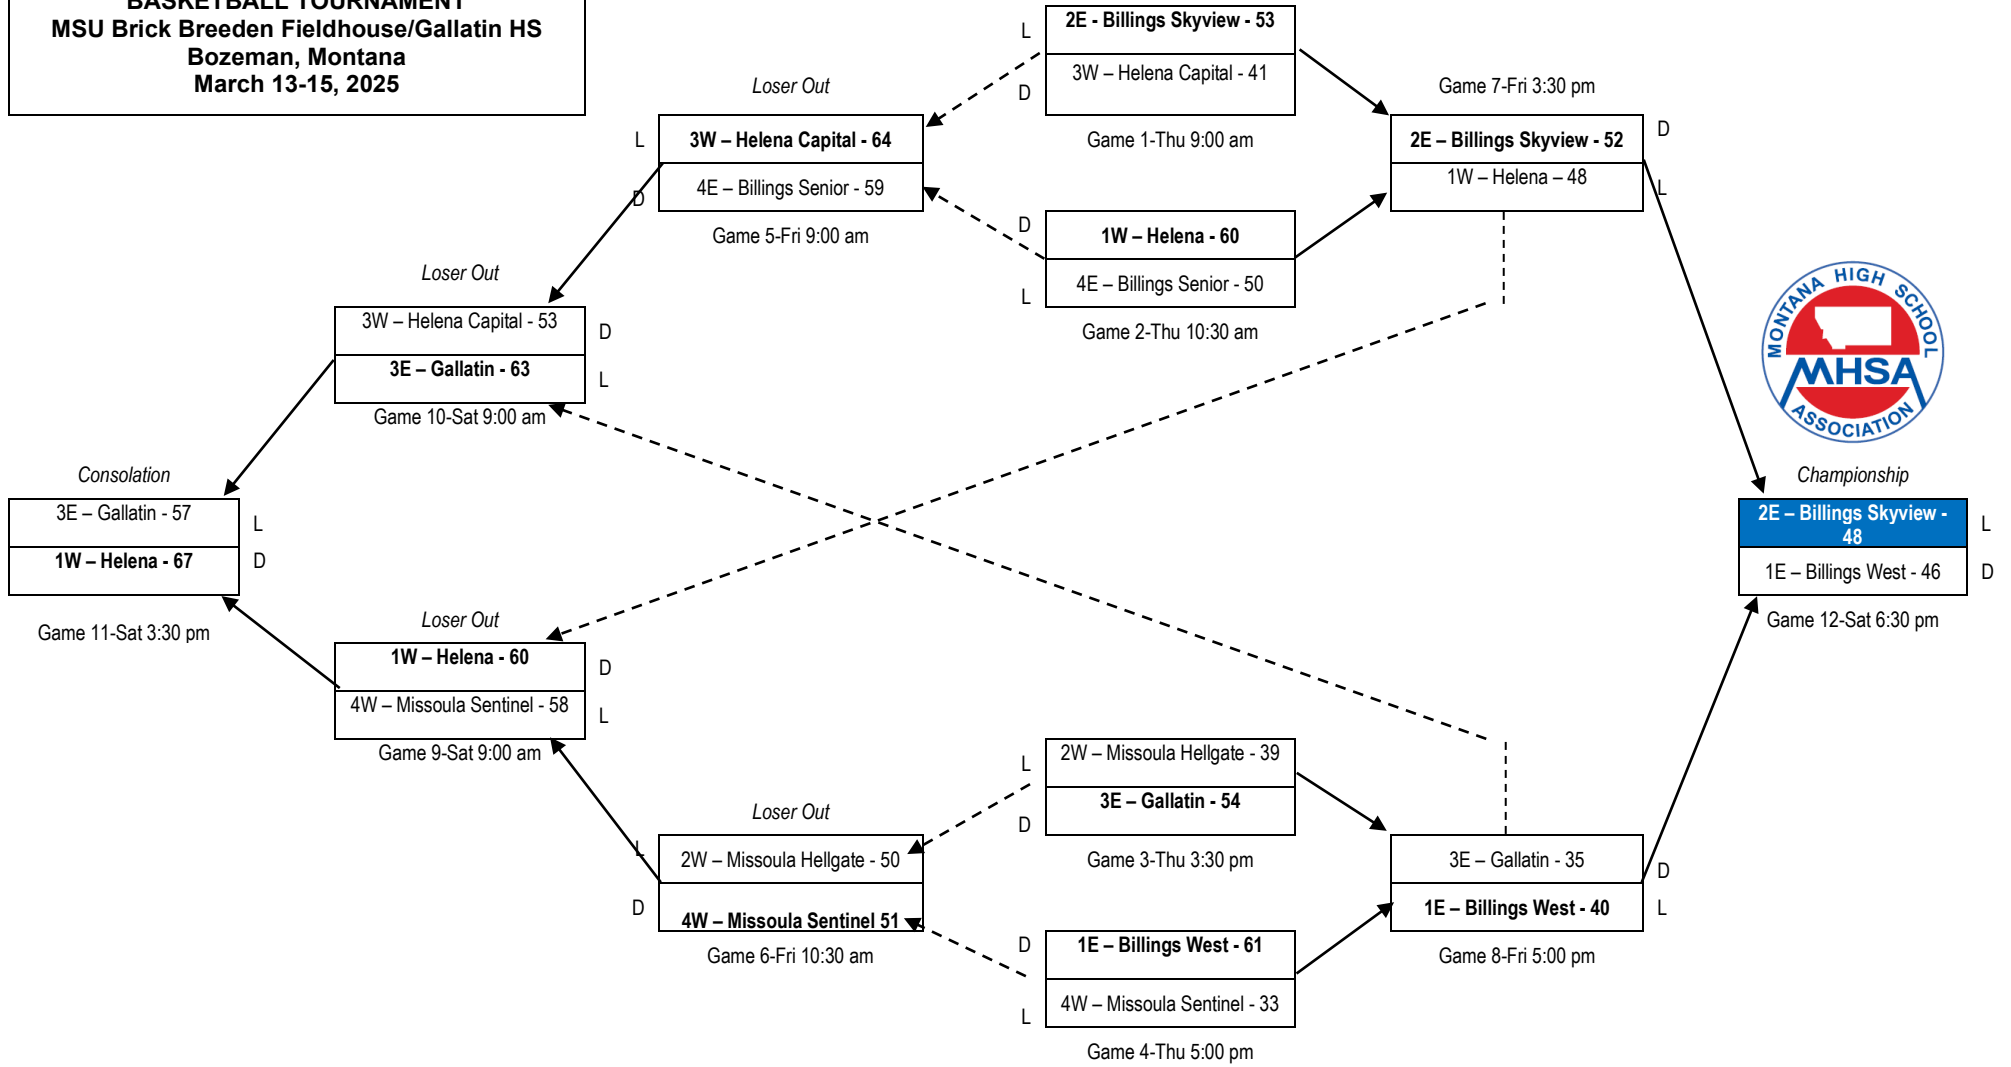 BASKETBALL TOURNAMENT
MSU Brick Breeden Fieldhouse/Gallatin HS
Bozeman, Montana
March 13-15, 2025
L
2E - Billings Skyview - 53
3W – Helena Capital - 41
D
Game 1-Thu 9:00 am
Loser Out
L
3W – Helena Capital - 64
4E – Billings Senior - 59
D
Game 5-Fri 9:00 am
Game 7-Fri 3:30 pm
2E – Billings Skyview - 52
D
1W – Helena – 48
L
D
1W – Helena - 60
4E – Billings Senior - 50
L
Game 2-Thu 10:30 am
Loser Out
3W – Helena Capital - 53
D
3E – Gallatin - 63
L
Game 10-Sat 9:00 am
MONTANA HIGH SCHOOL
MHSA
ASSOCIATION
Consolation
3E – Gallatin - 57
L
1W – Helena - 67
D
Game 11-Sat 3:30 pm
Championship
2E – Billings Skyview -
48
L
1E – Billings West - 46
D
Game 12-Sat 6:30 pm
Loser Out
1W – Helena - 60
D
4W – Missoula Sentinel - 58
L
Game 9-Sat 9:00 am
L
2W – Missoula Hellgate - 39
3E – Gallatin - 54
D
Game 3-Thu 3:30 pm
Loser Out
L
2W – Missoula Hellgate - 50
D
4W – Missoula Sentinel 51
Game 6-Fri 10:30 am
3E – Gallatin - 35
D
1E – Billings West - 40
L
Game 8-Fri 5:00 pm
D
1E – Billings West - 61
4W – Missoula Sentinel - 33
L
Game 4-Thu 5:00 pm